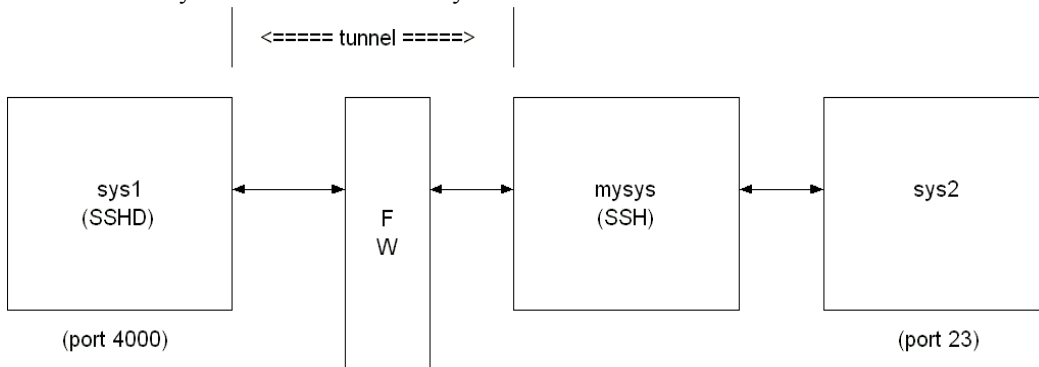 <===== tunnel =====>
sys1
(SSHD)
F
W
mysys
(SSH)
sys2
(port 4000)
(port 23)